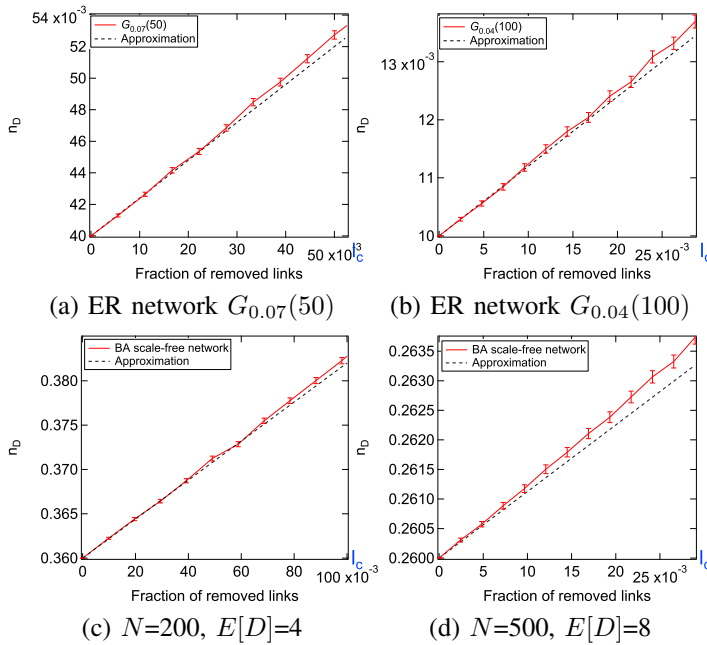 54 x10⁻³
52
50
48
46
44
42
40
n_D
G₀.₀₇(50)
Approximation
0
10
20
30
40
50 x10⁻³
l_c
Fraction of removed links
(a) ER network G₀.₀₇(50)
13 x10⁻³
12
11
10
n_D
G₀.₀₄(100)
Approximation
0
5
10
15
20
25 x10⁻³
l_c
Fraction of removed links
(b) ER network G₀.₀₄(100)
0.380
0.375
0.370
0.365
0.360
n_D
BA scale-free network
Approximation
0
20
40
60
80
100 x10⁻³
l_c
Fraction of removed links
(c) N=200, E[D]=4
0.2635
0.2630
0.2625
0.2620
0.2615
0.2610
0.2605
0.2600
n_D
BA scale-free network
Approximation
0
5
10
15
20
25 x10⁻³
l_c
Fraction of removed links
(d) N=500, E[D]=8